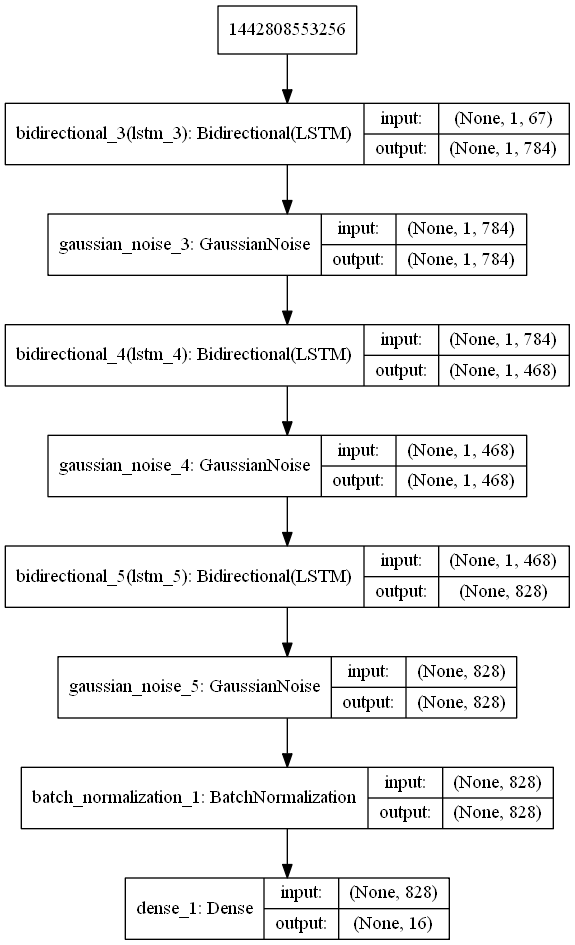 1442808553256
bidirectional_3(lstm_3): Bidirectional(LSTM)
input: (None, 1, 67)
output: (None, 1, 784)
gaussian_noise_3: GaussianNoise
input: (None, 1, 784)
output: (None, 1, 784)
bidirectional_4(lstm_4): Bidirectional(LSTM)
input: (None, 1, 784)
output: (None, 1, 468)
gaussian_noise_4: GaussianNoise
input: (None, 1, 468)
output: (None, 1, 468)
bidirectional_5(lstm_5): Bidirectional(LSTM)
input: (None, 1, 468)
output: (None, 828)
gaussian_noise_5: GaussianNoise
input: (None, 828)
output: (None, 828)
batch_normalization_1: BatchNormalization
input: (None, 828)
output: (None, 828)
dense_1: Dense
input: (None, 828)
output: (None, 16)